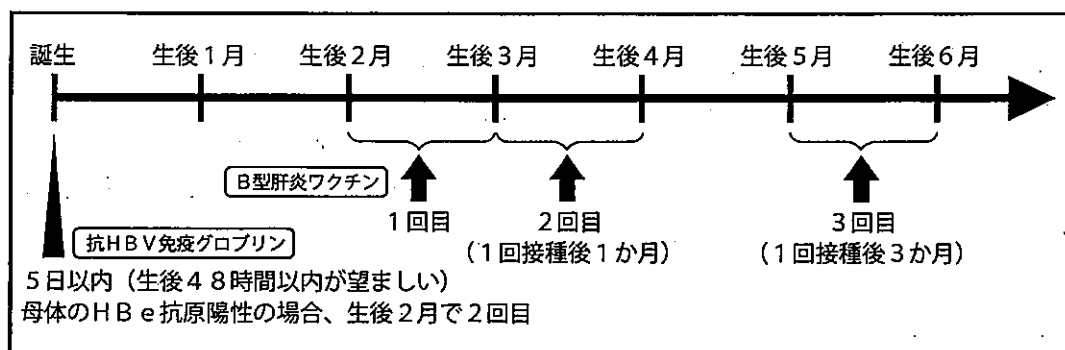 誕生 生後1月 生後2月 生後3月 生後4月 生後5月 生後6月
B型肝炎ワクチン
1回目 2回目 3回目
(1回接種後1か月) (1回接種後3か月)
抗HBV免疫グロブリン
5日以内(生後48時間以内が望ましい)
母体のHBe抗原陽性の場合、生後2月で2回目